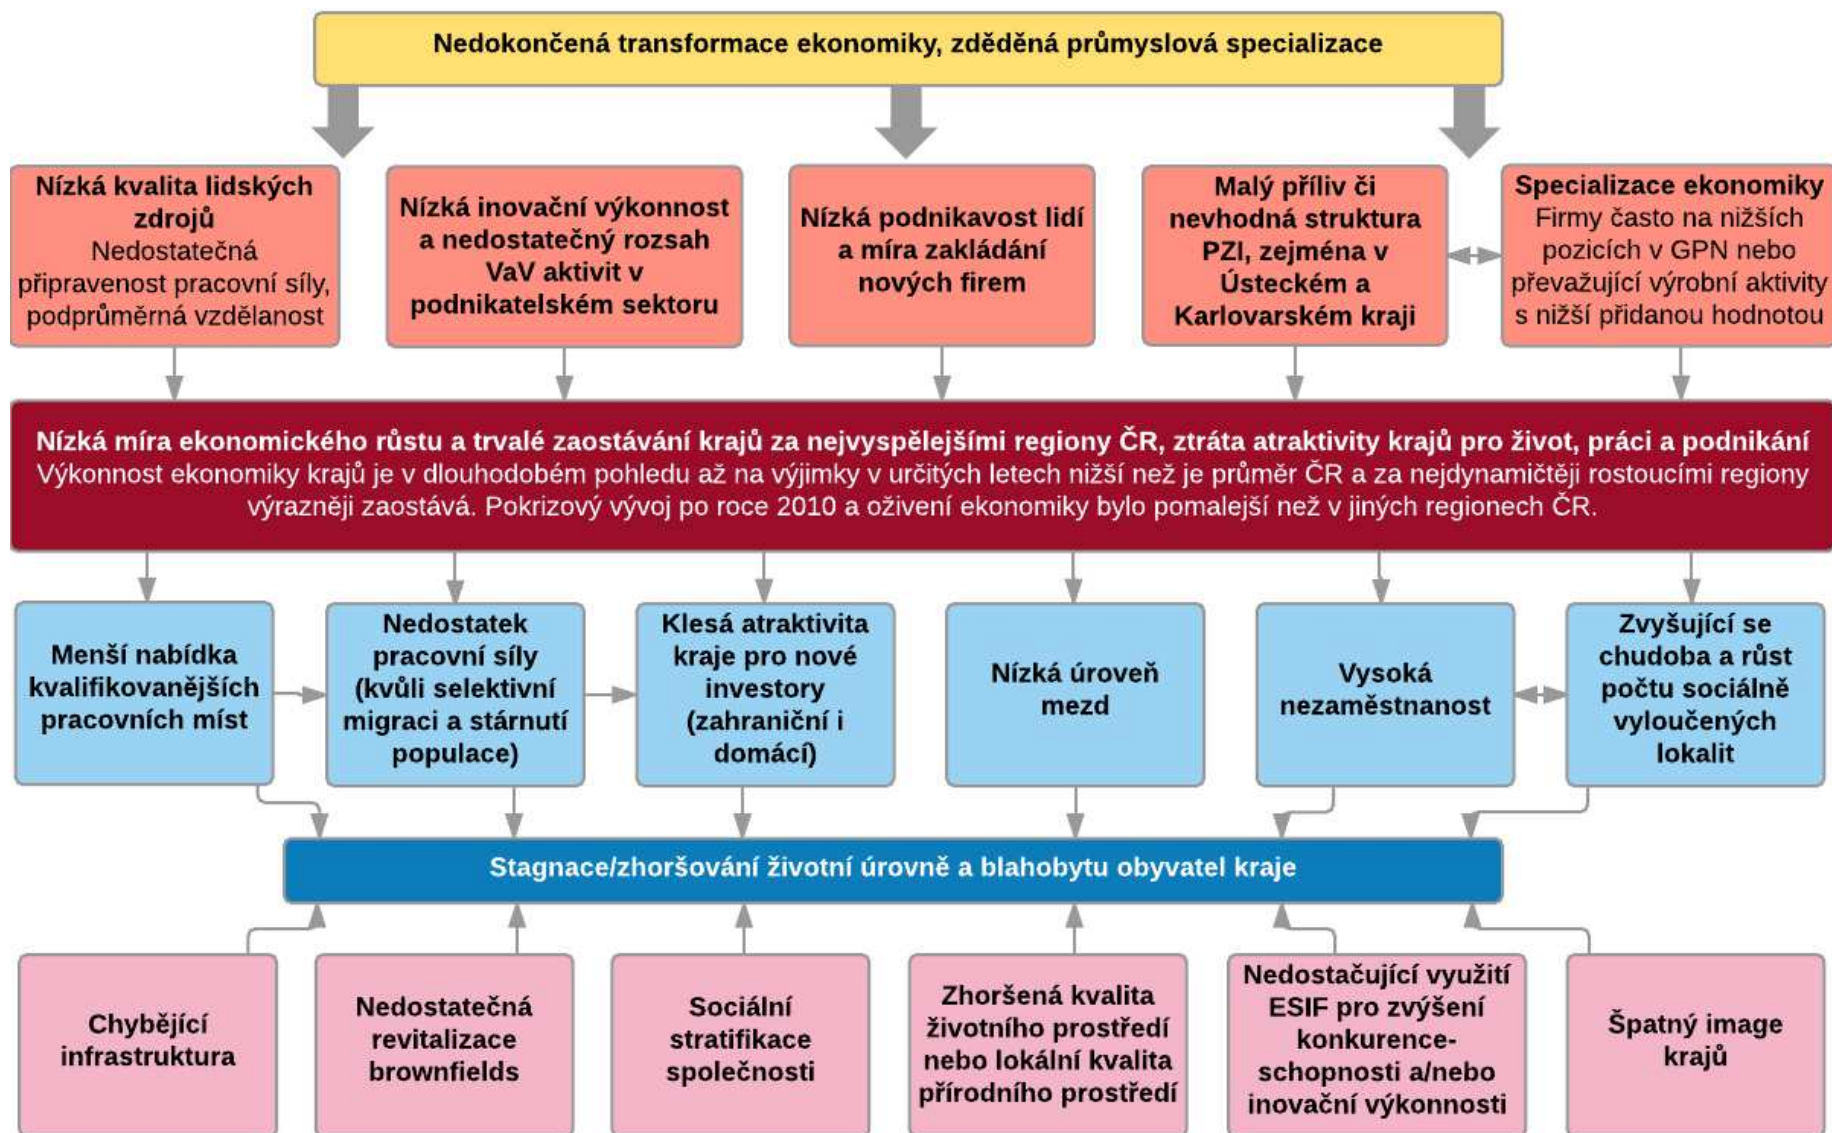 Nedokončená transformace ekonomiky, zděděná průmyslová specializace
Nízká kvalita lidských
zdrojů
Nedostatečná
připravenost pracovní síly,
podprůměrná vzdělanost
Nízká inovační výkonnost
a nedostatečný rozsah
VaV aktivit v
podnikatelském sektoru
Nízká podnikavost lidí
a míra zakládání
nových firem
Malý příliv či
nevhodná struktura
PZI, zejména v
Ústeckém a
Karlovarském kraji
Specializace ekonomiky
Firmy často na nižších
pozicích v GPN nebo
převažující výrobní aktivity
s nižší přidanou hodnotou
Nízká míra ekonomického růstu a trvalé zaostávání krajů za nejvyspělejšími regiony ČR, ztráta atraktivity krajů pro život, práci a podnikání
Výkonnost ekonomiky krajů je v dlouhodobém pohledu až na výjimky v určitých letech nižší než je průměr ČR a za nejdynamičtěji rostoucími regiony
výrazněji zaostává. Pokrizový vývoj po roce 2010 a oživení ekonomiky bylo pomalejší než v jiných regionech ČR.
Menší nabídka
kvalifikovanějších
pracovních míst
Nedostatek
pracovní síly
(kvůli selektivní
migraci a stárnutí
populace)
Klesá atraktivita
kraje pro nové
investory
(zahraniční i
domácí)
Nízká úroveň
mezd
Vysoká
nezaměstnanost
Zvyšující se
chudoba a růst
počtu sociálně
vyloučených
lokalit
Stagnace/zhoršování životní úrovně a blahobytu obyvatel kraje
Chybějící
infrastruktura
Nedostatečná
revitalizace
brownfields
Sociální
stratifikace
společnosti
Zhoršená kvalita
životního prostředí
nebo lokální kvalita
přírodního prostředí
Nedostačující využití
ESIF pro zvýšení
konkurence-
schopnosti a/nebo
inovační výkonnosti
Špatný image
krajů